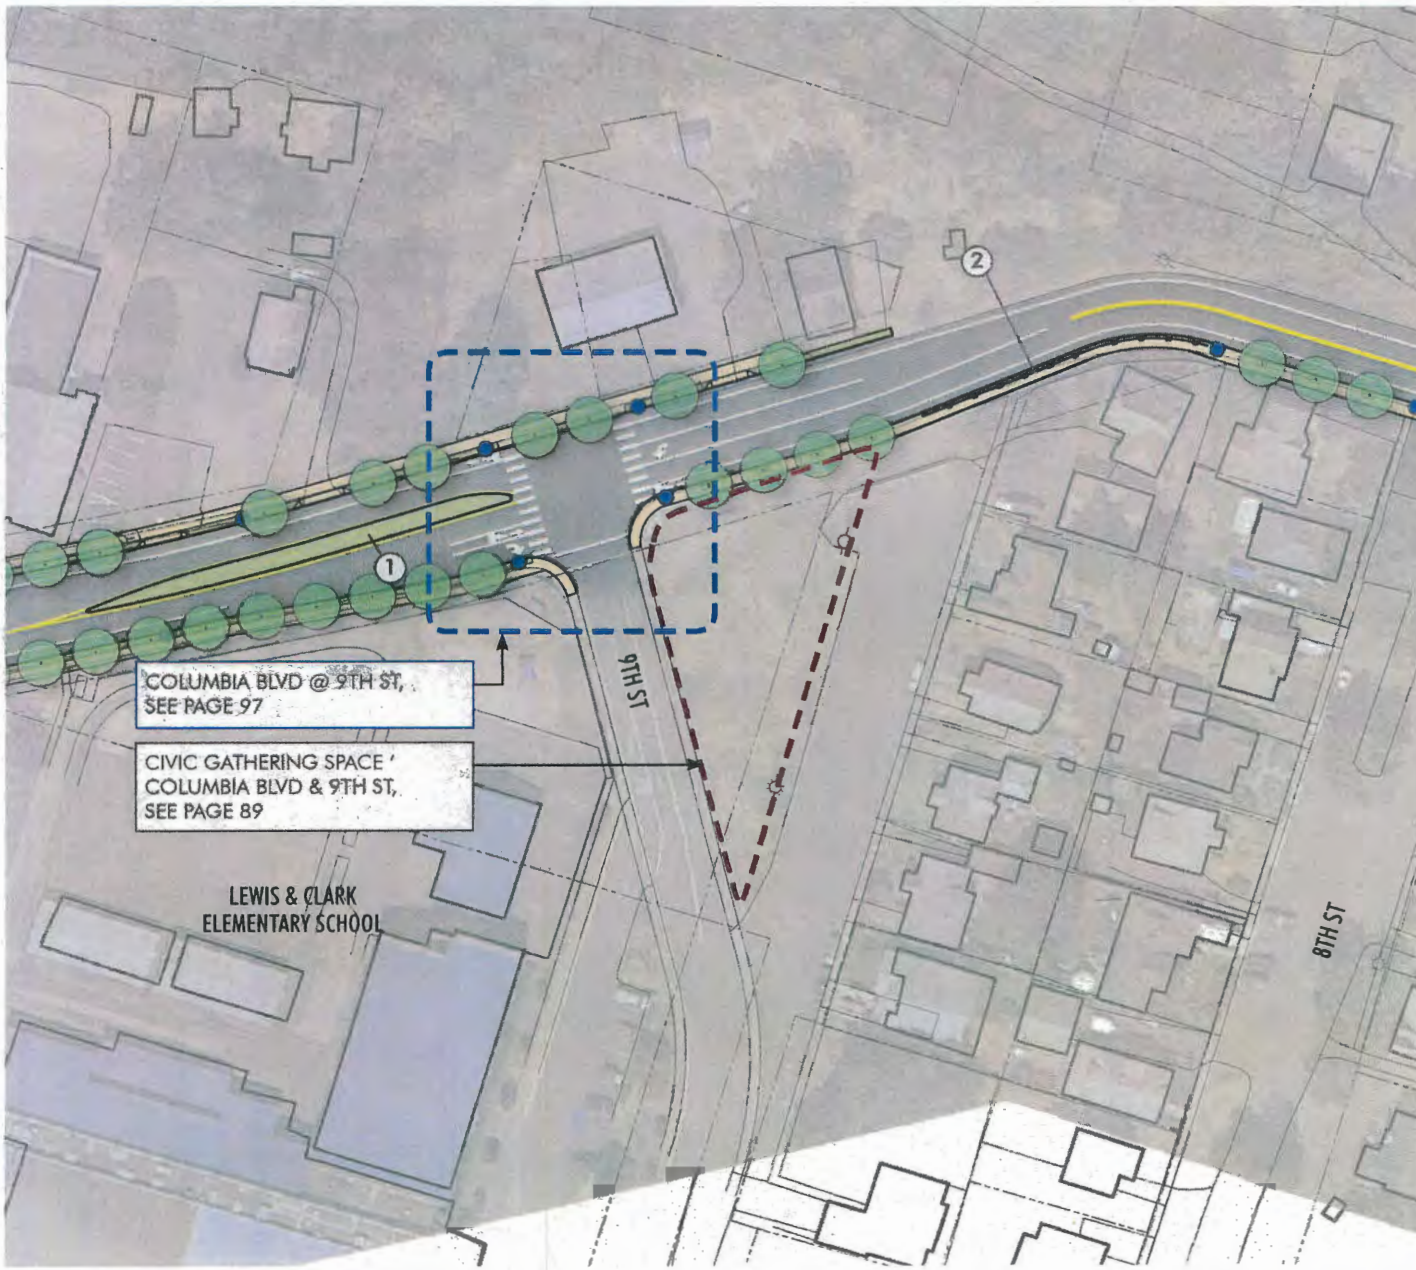 2
1
COLUMBIA BLVD @ 9TH ST,
SEE PAGE 97
9TH ST
CIVIC GATHERING SPACE
COLUMBIA BLVD & 9TH ST,
SEE PAGE 89
LEWIS & CLARK
ELEMENTARY SCHOOL
8TH ST